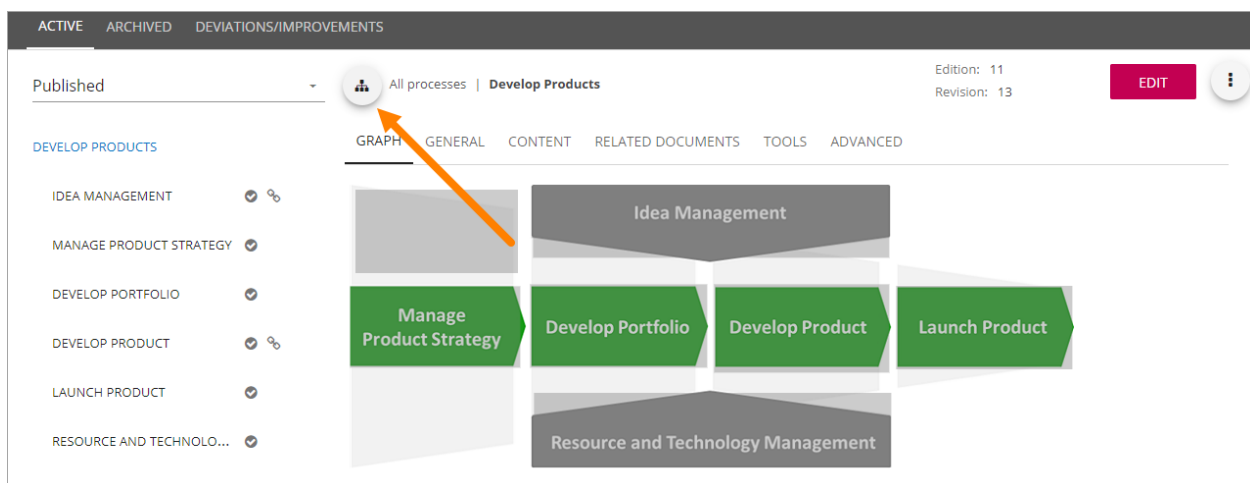 ACTIVE ARCHIVED DEVIATIONS/IMPROVEMENTS
Published
All processes | Develop Products
Edition: 11
Revision: 13
EDIT
DEVELOP PRODUCTS
IDEA MANAGEMENT
MANAGE PRODUCT STRATEGY
DEVELOP PORTFOLIO
DEVELOP PRODUCT
LAUNCH PRODUCT
RESOURCE AND TECHNOLO...
GRAPH GENERAL CONTENT RELATED DOCUMENTS TOOLS ADVANCED
Idea Management
Manage
Product Strategy
Develop Portfolio
Develop Product
Launch Product
Resource and Technology Management